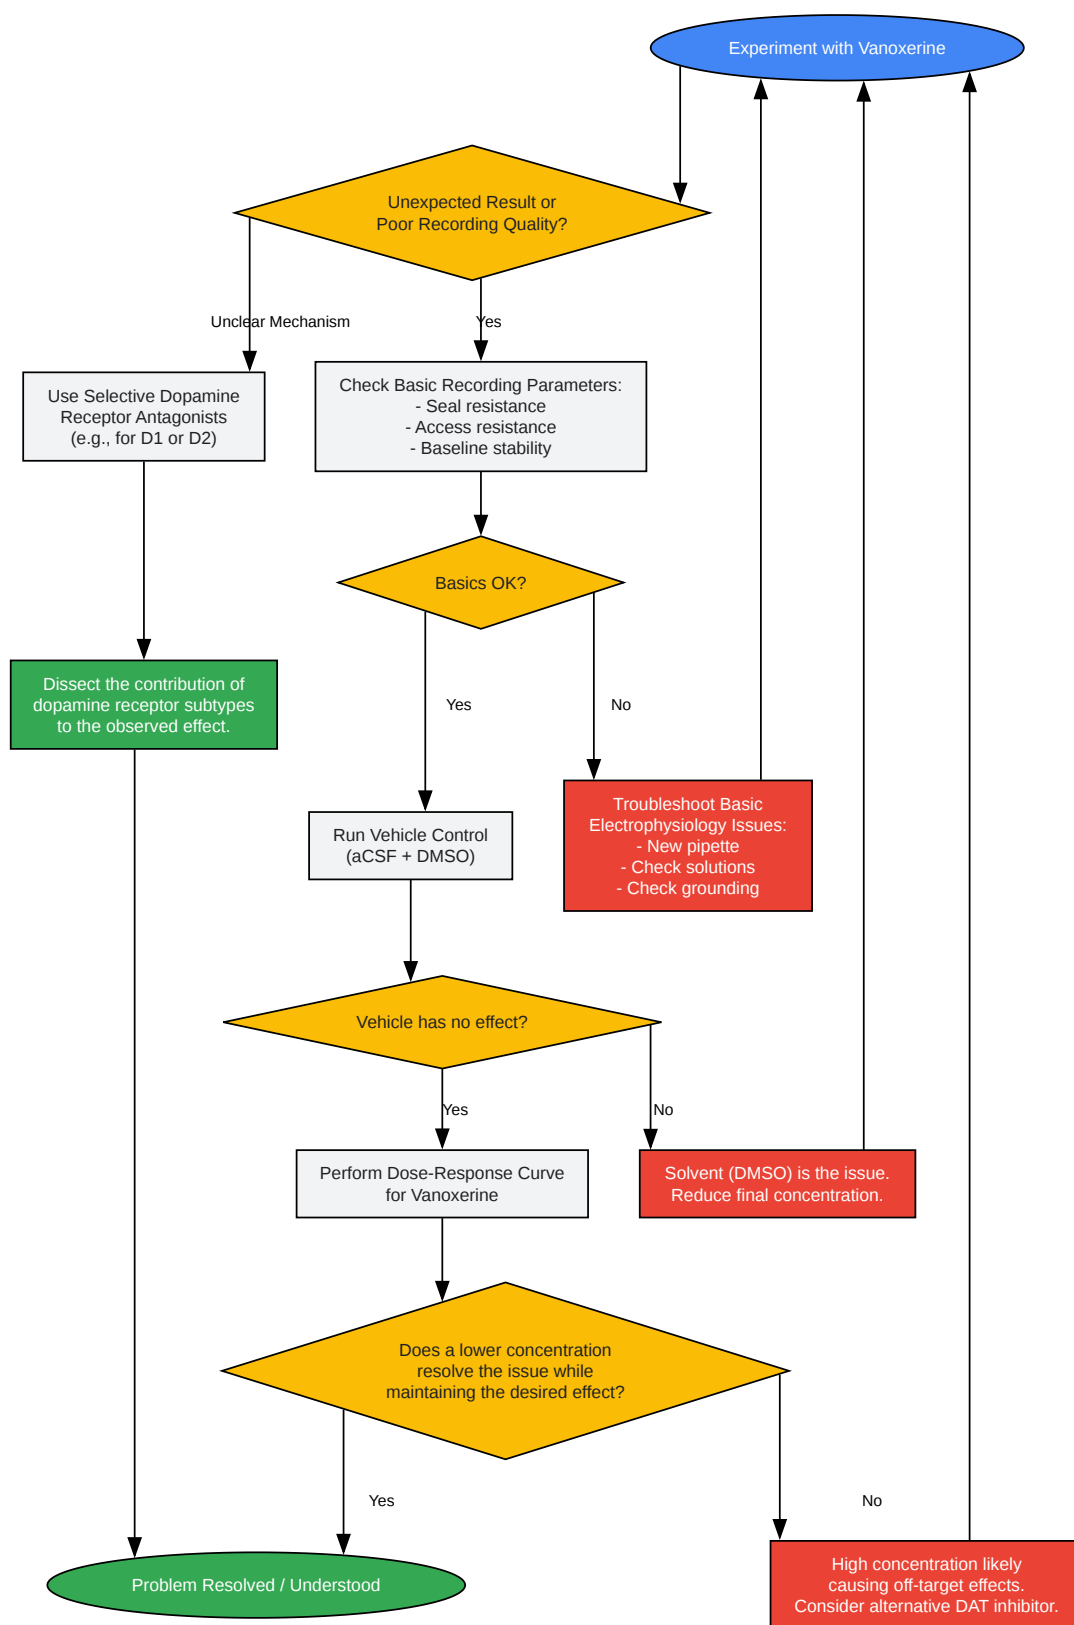 Experiment with Vanoxerine
Unexpected Result or
Poor Recording Quality?
Unclear Mechanism
Yes
Use Selective Dopamine
Receptor Antagonists
(e.g., for D1 or D2)
Check Basic Recording Parameters:
- Seal resistance
- Access resistance
- Baseline stability
Basics OK?
Dissect the contribution of
dopamine receptor subtypes
to the observed effect.
Yes
No
Run Vehicle Control
(aCSF + DMSO)
Troubleshoot Basic
Electrophysiology Issues:
- New pipette
- Check solutions
- Check grounding
Vehicle has no effect?
Yes
No
Perform Dose-Response Curve
for Vanoxerine
Solvent (DMSO) is the issue.
Reduce final concentration.
Does a lower concentration
resolve the issue while
maintaining the desired effect?
Yes
No
Problem Resolved / Understood
High concentration likely
causing off-target effects.
Consider alternative DAT inhibitor.